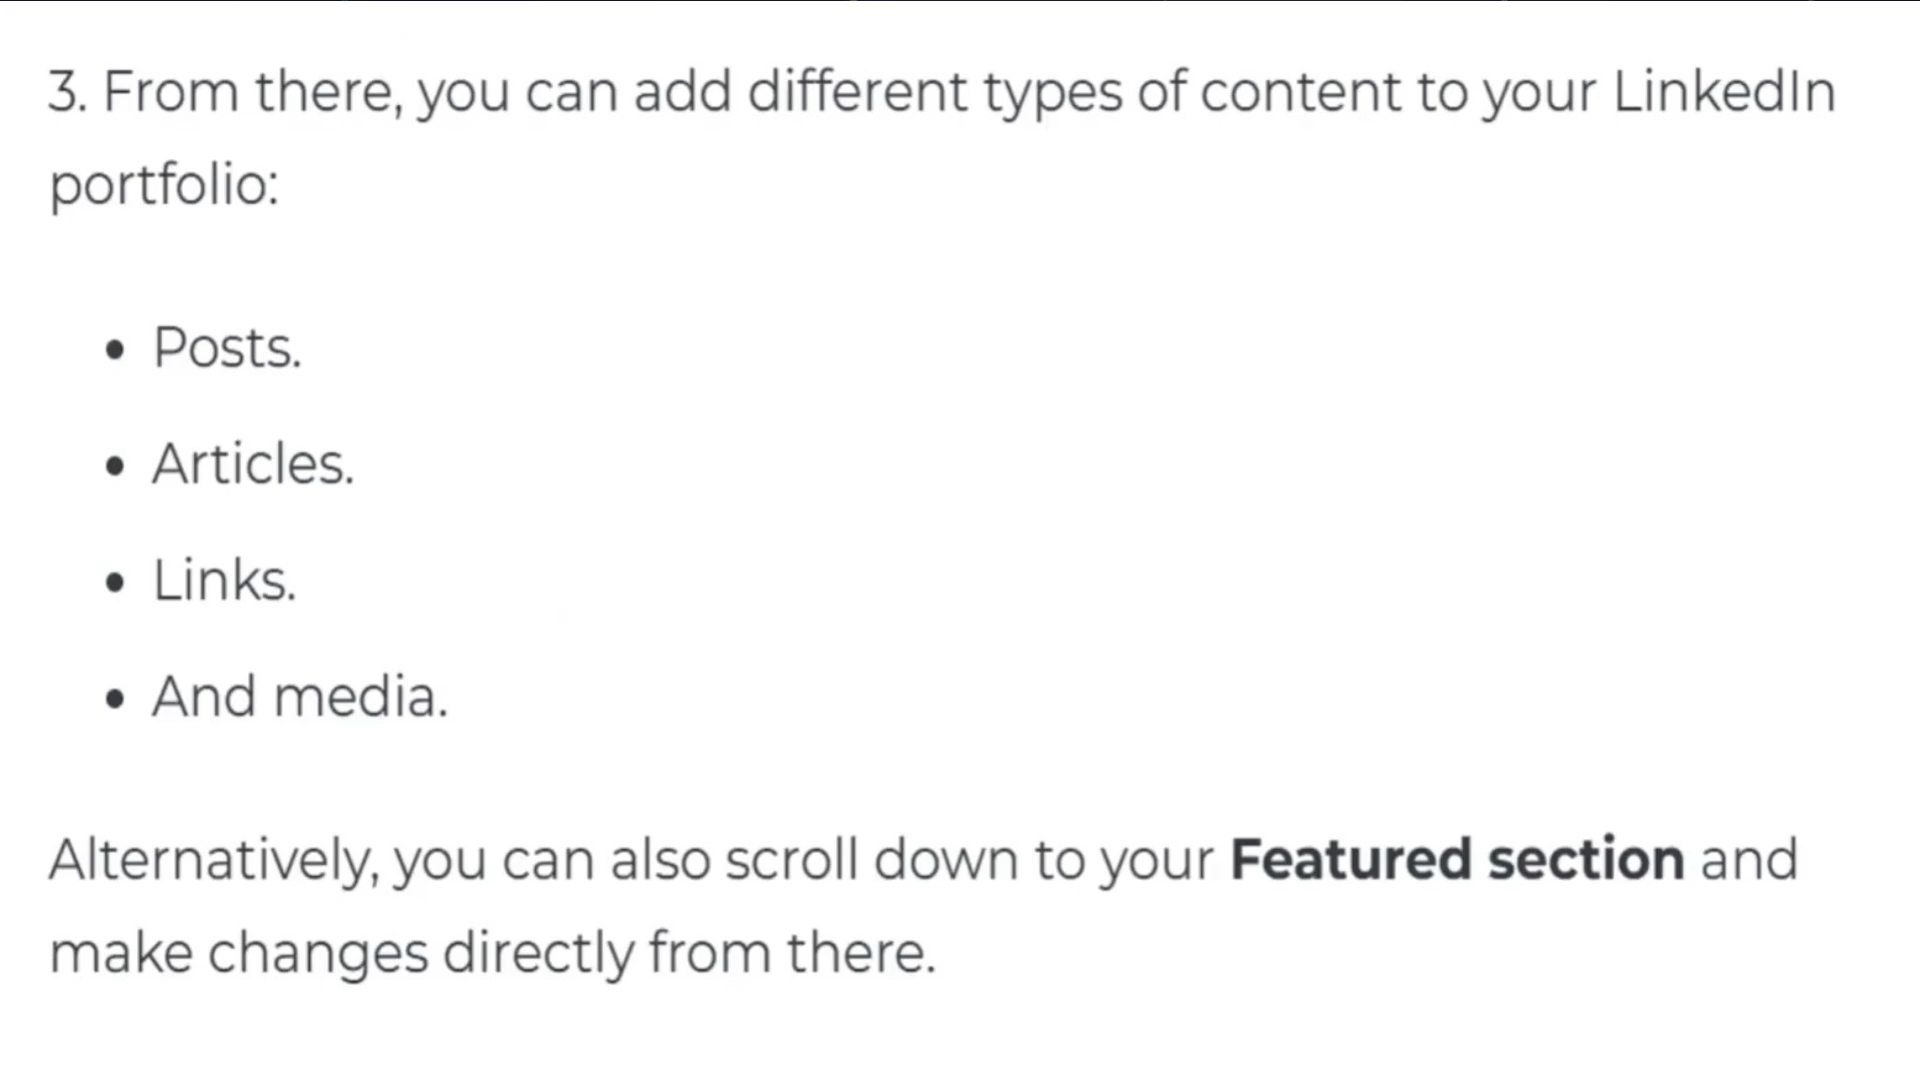 3. From there, you can add different types of content to your LinkedIn
portfolio:
• Posts.
• Articles.
• Links.
• And media.
Alternatively, you can also scroll down to your Featured section and
make changes directly from there.